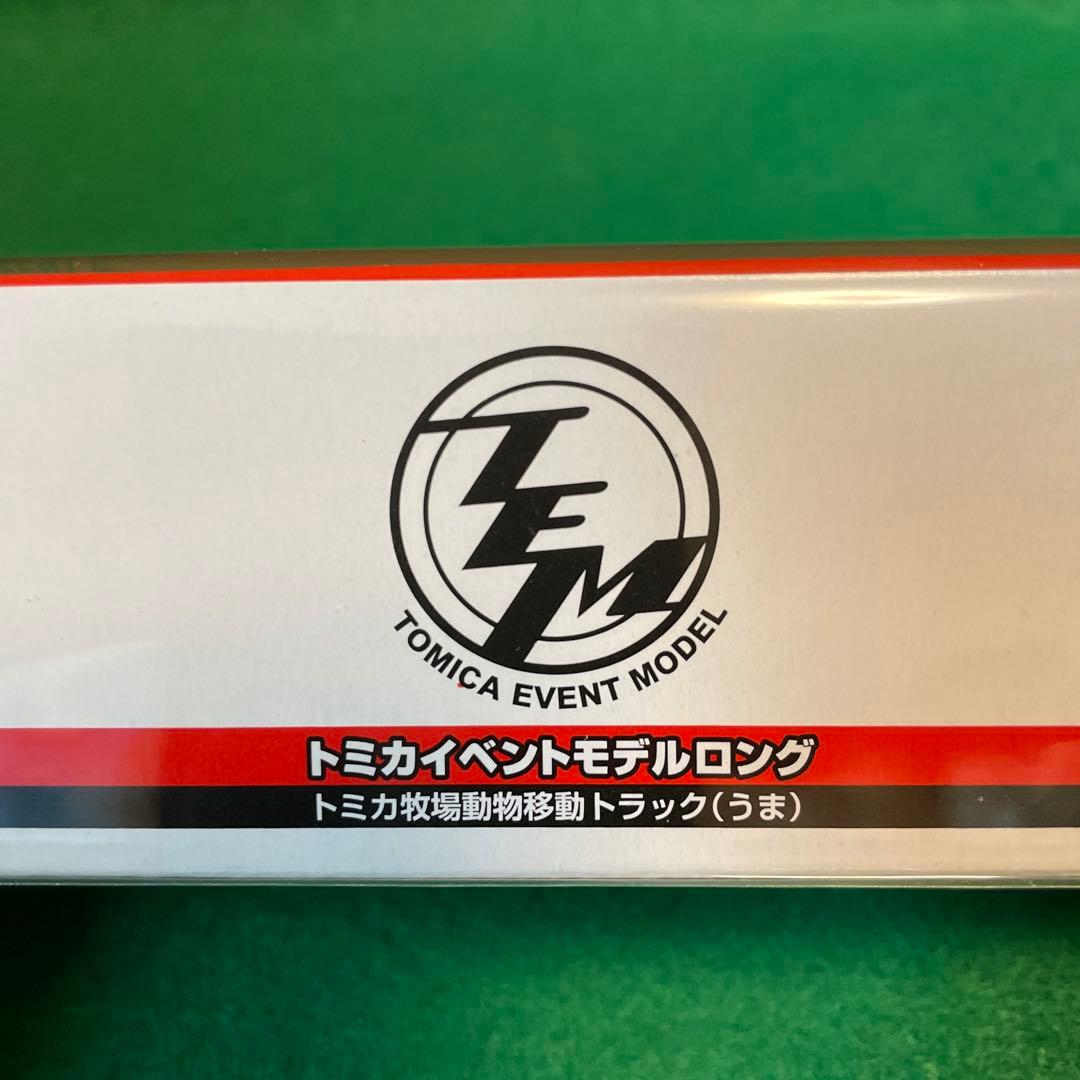 TEM
TOMICA EVENT MODEL
トミカイベントモデルロング
トミカ牧場動物移動トラック(うま)